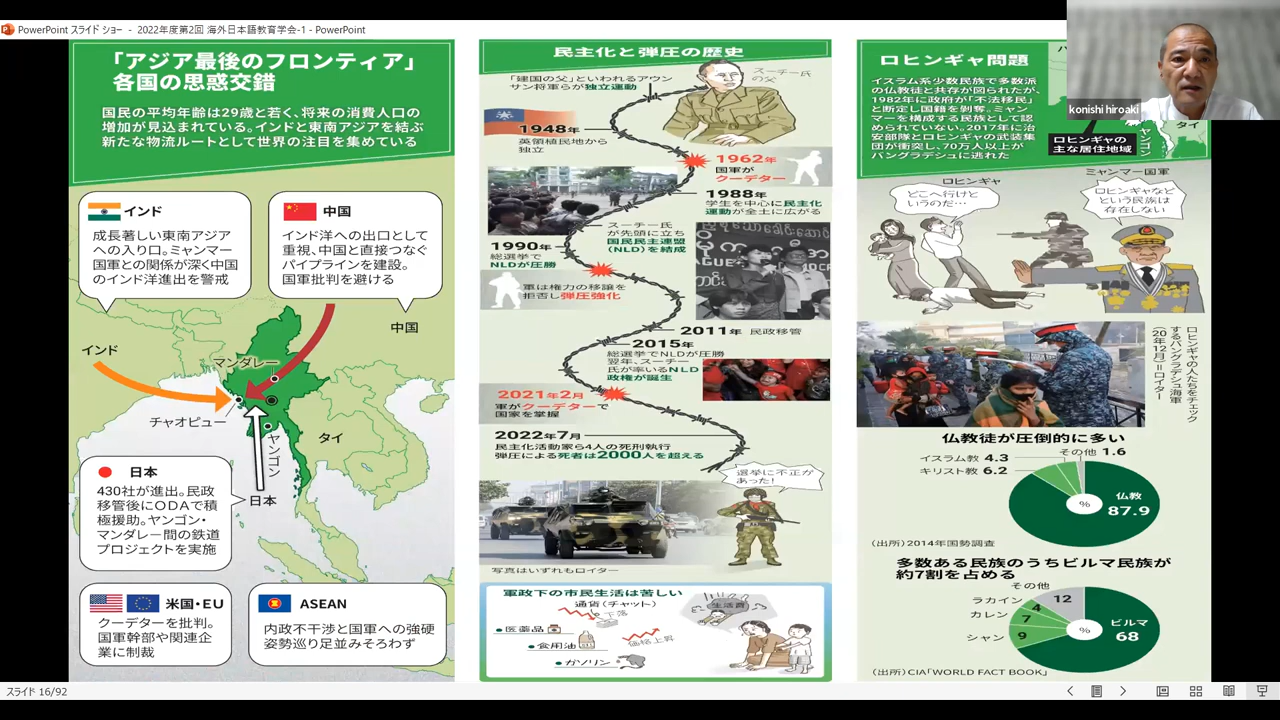 PowerPoint スライド ショー - 2022年度第2回 海外日本語教育学会-1 - PowerPoint
konishi hiroaki
「アジア最後のフロンティア」
各国の思惑交錯
国民の平均年齢は29歳と若く、将来の消費人口の
増加が見込まれている。インドと東南アジアを結ぶ
新たな物流ルートとして世界の注目を集めている
インド
成長著しい東南アジア
への入り口。ミャンマー
国軍との関係が深く中国
のインド洋進出を警戒
中国
インド洋への出口として
重視、中国と直接つなぐ
パイプラインを建設。
国軍批判を避ける
中国
インド
マンダレー
チャオピュー
ヤンゴン
タイ
日本
日本
430社が進出。民政
移管後にODAで積
極援助。ヤンゴン・
マンダレー間の鉄道
プロジェクトを実施
米国・EU
クーデターを批判。
国軍幹部や関連企
業に制裁
ASEAN
内政不干渉と国軍への強硬
姿勢巡り足並みそろわず
民主化と弾圧の歴史
「建国の父」といわれるアウン
サン将軍らが独立運動
スーチー氏
の父
1948年
英領植民地から
独立
1962年
国軍が
クーデター
1988年
学生を中心に民主化
運動が全土に広がる
スーチー氏
が先頭に立ち
国民民主連盟
(NLD)を結成
1990年
総選挙で
NLDが圧勝
軍は権力の移譲を
拒否し弾圧強化
2011年 民政移管
2015年
総選挙でNLDが圧勝
翌年、スーチー
氏が率いるNLD
政権が誕生
2021年2月
軍がクーデターで
国家を掌握
2022年7月
民主化活動家ら4人の死刑執行
弾圧による死者は2000人を超える
選挙に不正が
あった!
写真はいずれもロイター
軍政下の市民生活は苦しい
通貨(チャット)
下落
生活費
医薬品
食用油
価格上昇
ガソリン
ロヒンギャ問題
イスラム系少数民族で多数派
の仏教徒と共存が図られたが、
1982年に政府が「不法移民」
と断定し国籍を剝奪。ミャン
マーを構成する民族として認
められていない。2017年に治
安部隊とロヒンギャの武装集
団が衝突し、70万人以上が
バングラデシュに逃れた
ロヒンギャの
主な居住地域
ヤンゴン
タイ
ロヒンギャ
どこへ行けと
いうのだ…
ミャンマー国軍
ロヒンギャなど
という民族は
存在しない
ロヒンギャの人たちをチェック
するバングラデシュ海軍
(20年12月)=ロイター
仏教徒が圧倒的に多い
イスラム教 4.3
その他 1.6
キリスト教 6.2
仏教
87.9
%
(出所)2014年国勢調査
多数ある民族のうちビルマ民族が
約7割を占める
その他
12
ラカイン
4
カレン
7
シャン
9
ビルマ
68
%
(出所)CIA「WORLD FACT BOOK」
スライド 16/92